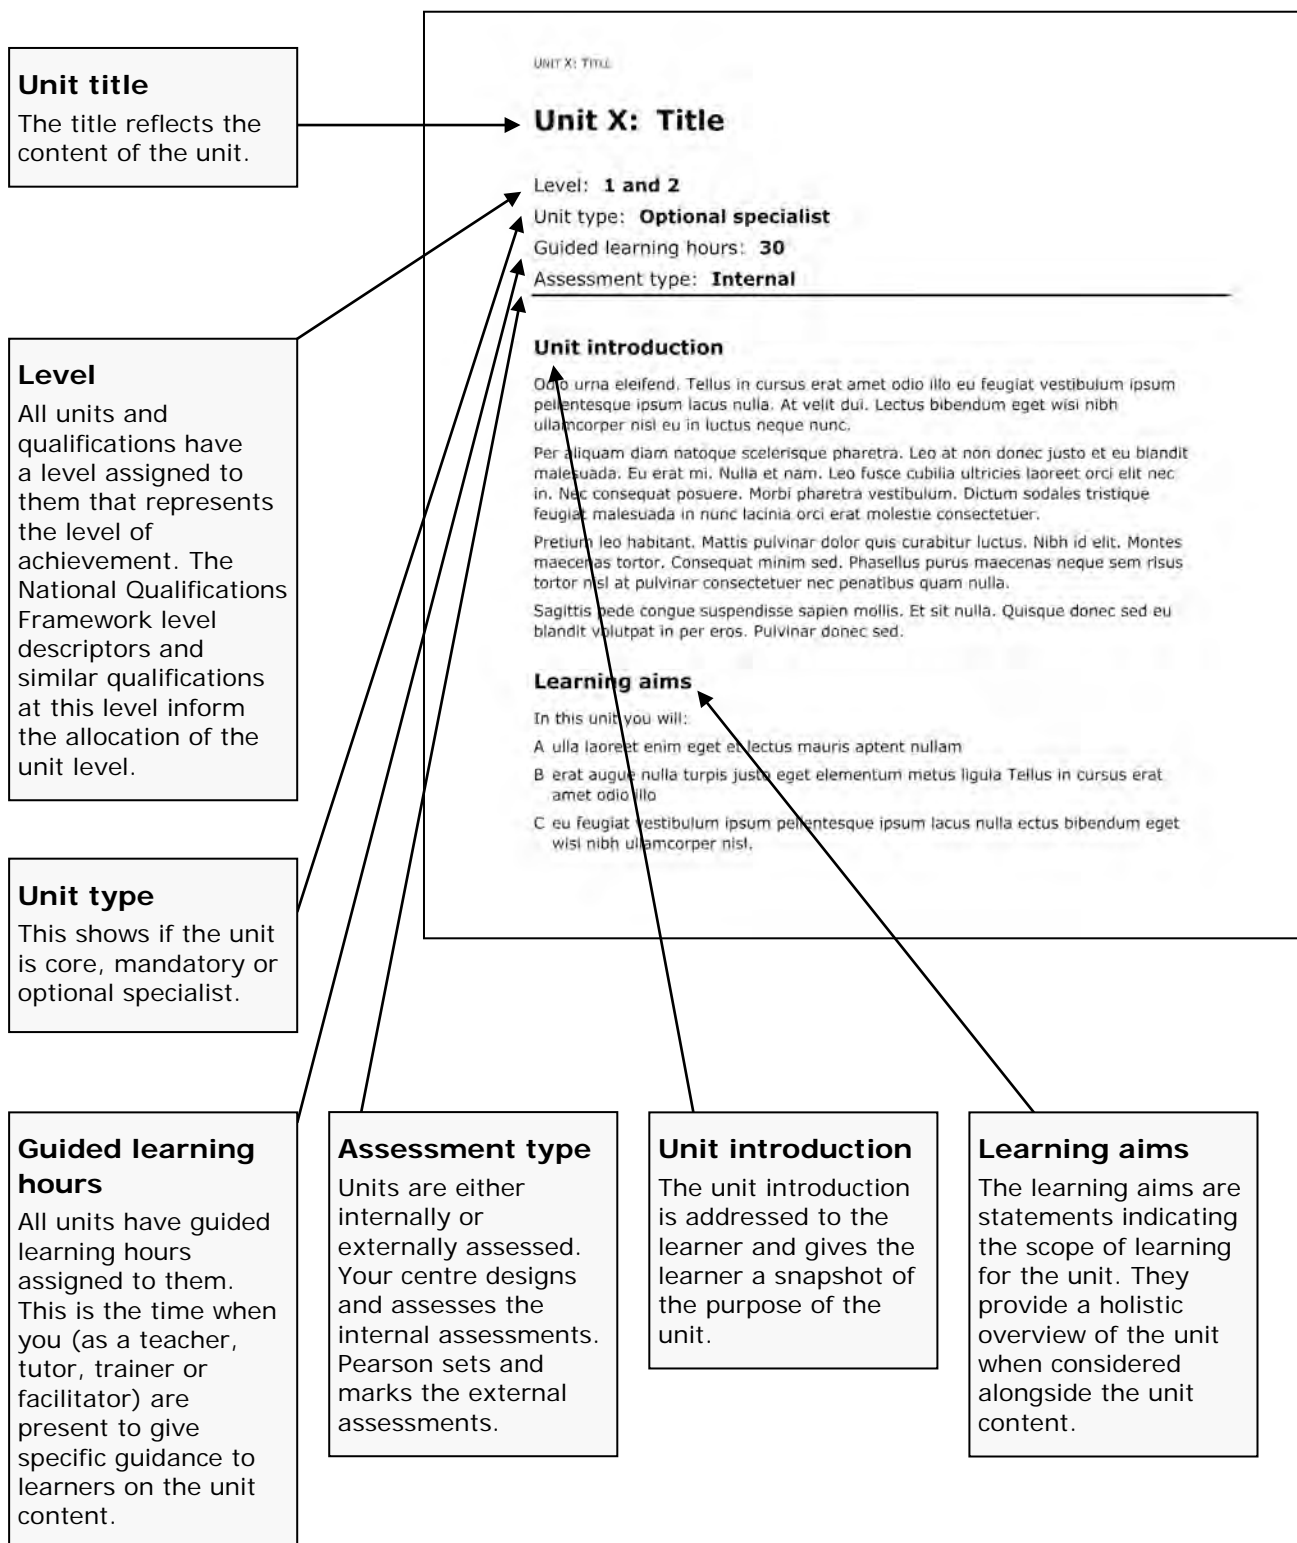 Unit title
The title reflects the
content of the unit.
Level
All units and
qualifications have
a level assigned to
them that represents
the level of
achievement. The
National Qualifications
Framework level
descriptors and
similar qualifications
at this level inform
the allocation of the
unit level.
Unit type
This shows if the unit
is core, mandatory or
optional specialist.
Guided learning
hours
All units have guided
learning hours
assigned to them.
This is the time when
you (as a teacher,
tutor, trainer or
facilitator) are
present to give
specific guidance to
learners on the unit
content.
UNIT X: TITLE
Unit X: Title
Level: 1 and 2
Unit type: Optional specialist
Guided learning hours: 30
Assessment type: Internal
Unit introduction
Odio urna eleifend. Tellus in cursus erat amet odio illo eu feugiat vestibulum ipsum
pellentesque ipsum lacus nulla. At velit dui. Lectus bibendum eget wisi nibh
ullamcorper nisl eu in luctus neque nunc.
Per aliquam diam natoque scelerisque pharetra. Leo at non donec justo et eu blandit
malesuada. Eu erat mi. Nulla et nam. Leo fusce cubilia ultricies laoreet orci elit nec
in. Nec consequat posuere. Morbi pharetra vestibulum. Dictum sodales tristique
feugiat malesuada in nunc lacinia orci erat molestie consectetuer.
Pretium leo habitant. Mattis pulvinar dolor quis curabitur luctus. Nibh id elit. Montes
maecenas tortor. Consequat minim sed. Phasellus purus maecenas neque sem risus
tortor nisl at pulvinar consectetuer nec penatibus quam nulla.
Sagittis pede congue suspendisse sapien mollis. Et sit nulla. Quisque donec sed eu
blandit volutpat in per eros. Pulvinar donec sed.
Learning aims
In this unit you will:
A ulla laoreet enim eget et lectus mauris aptent nullam
B erat augue nulla turpis justo eget elementum metus ligula Tellus in cursus erat
amet odio illo
C eu feugiat vestibulum ipsum pellentesque ipsum lacus nulla ectus bibendum eget
wisi nibh ullamcorper nisl.
Assessment type
Units are either
internally or
externally assessed.
Your centre designs
and assesses the
internal assessments.
Pearson sets and
marks the external
assessments.
Unit introduction
The unit introduction
is addressed to the
learner and gives the
learner a snapshot of
the purpose of the
unit.
Learning aims
The learning aims are
statements indicating
the scope of learning
for the unit. They
provide a holistic
overview of the unit
when considered
alongside the unit
content.